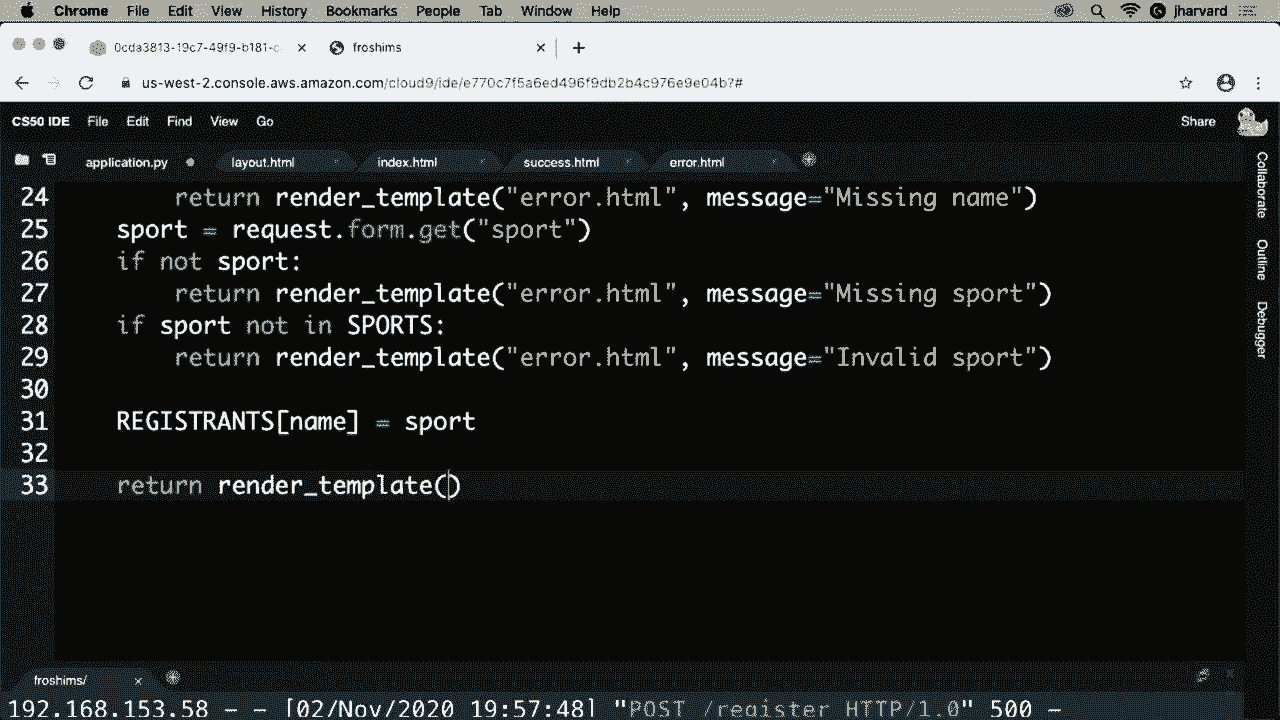 Chrome File Edit View History Bookmarks People Tab Window Help jharvard
0cda3813-19c7-49f9-b181-c froshims
us-west-2.console.aws.amazon.com/cloud9/ide/e770c7f5a6ed496f9db2b4c976e9e04b?#
CS50 IDE File Edit Find View Go Share
application.py layout.html index.html success.html error.html
24 return render_template("error.html", message="Missing name")
25 sport = request.form.get("sport")
26 if not sport:
27 return render_template("error.html", message="Missing sport")
28 if sport not in SPORTS:
29 return render_template("error.html", message="Invalid sport")
30
31 REGISTRANTS[name] = sport
32
33 return render_template()
Collaborate
Outline
Debugger
froshims/
192.168.153.58 - - [02/Nov/2020 19:57:48] "POST /register HTTP/1.0" 500 -